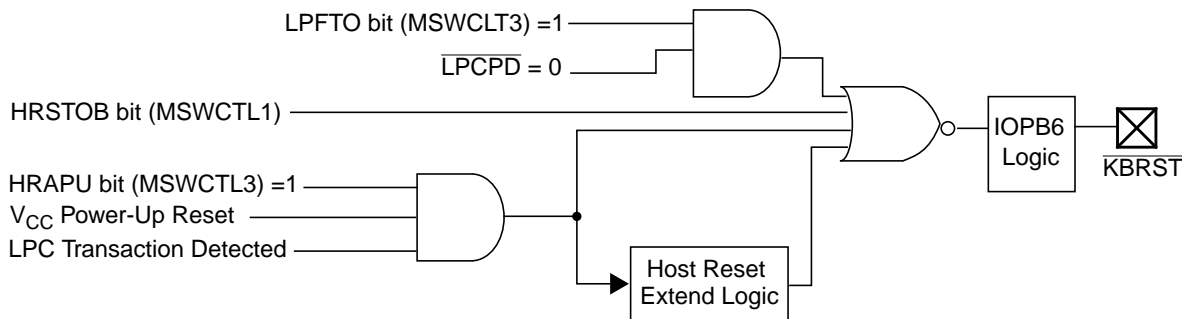 LPFTO bit (MSWCLT3) =1
LPCPD = 0
HRSTOB bit (MSWCTL1)
IOPB6
Logic
KBRST
HRAPU bit (MSWCTL3) =1
VCC Power-Up Reset
LPC Transaction Detected
Host Reset
Extend Logic